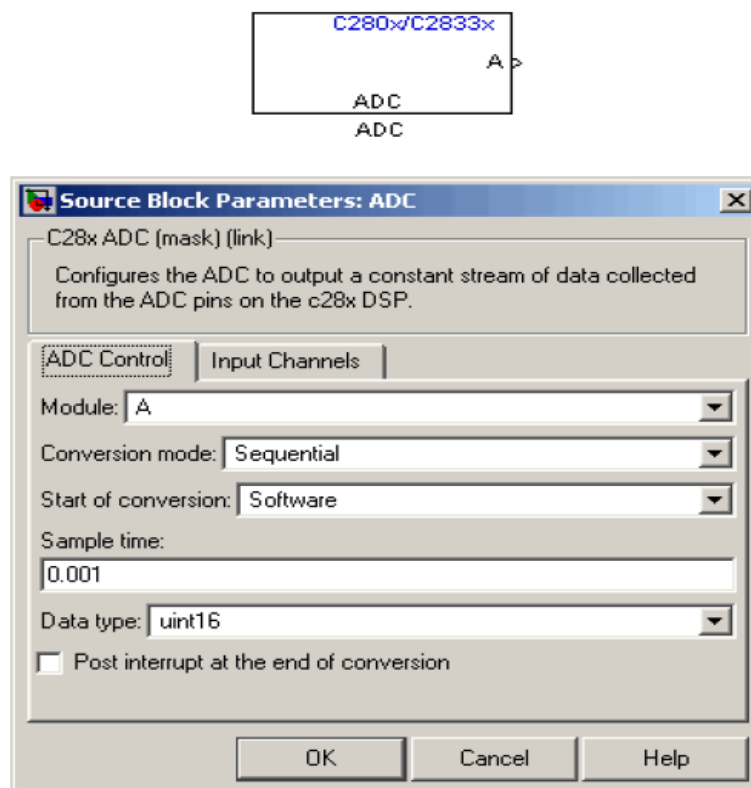 C280x/C2833x
A
ADC
ADC
Source Block Parameters: ADC
C28x ADC (mask) (link)
Configures the ADC to output a constant stream of data collected
from the ADC pins on the c28x DSP.
ADC Control Input Channels
Module: A
Conversion mode: Sequential
Start of conversion: Software
Sample time:
0.001
Data type: uint16
Post interrupt at the end of conversion
OK Cancel Help